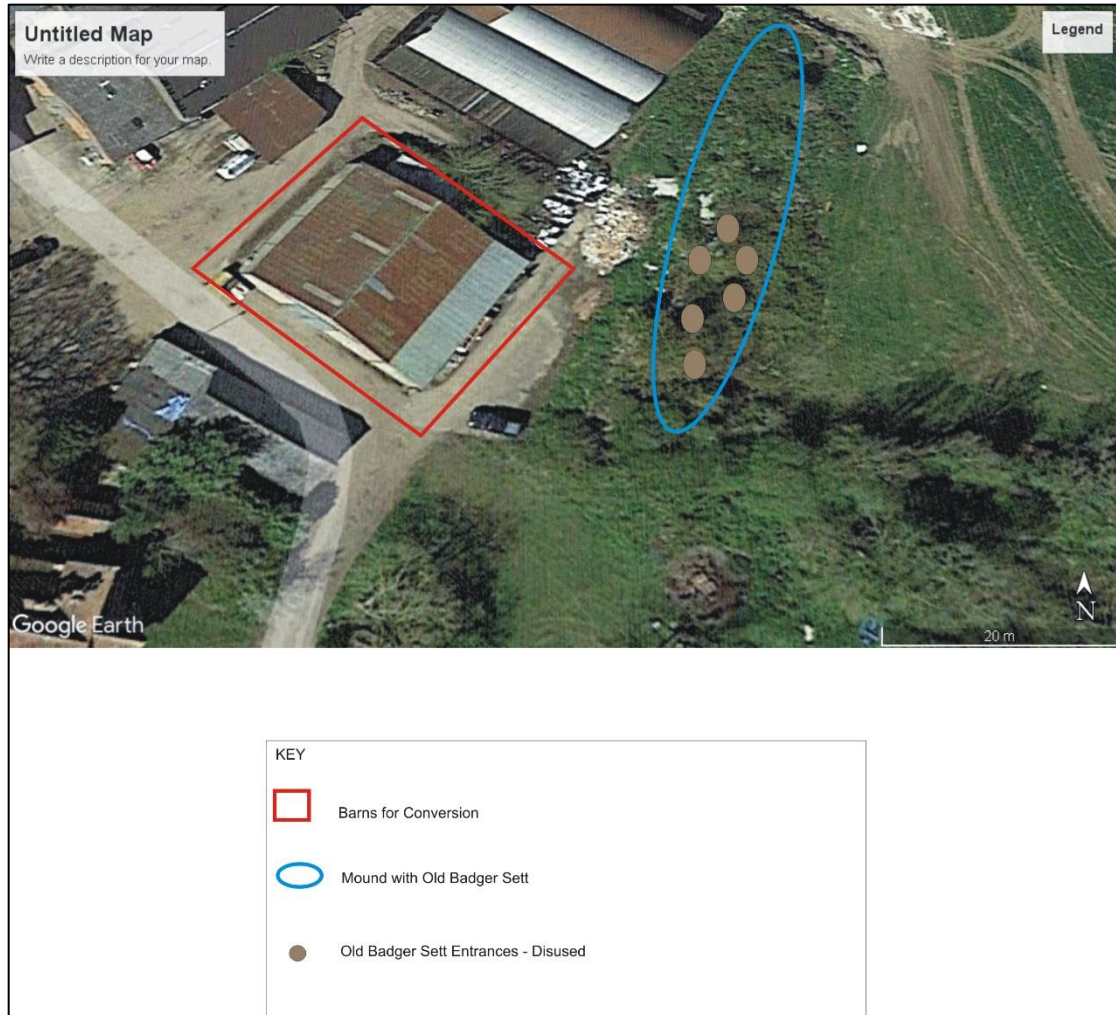 Untitled Map
Write a description for your map.
Legend
Google Earth
N
20 m
KEY
Barns for Conversion
Mound with Old Badger Sett
Old Badger Sett Entrances - Disused